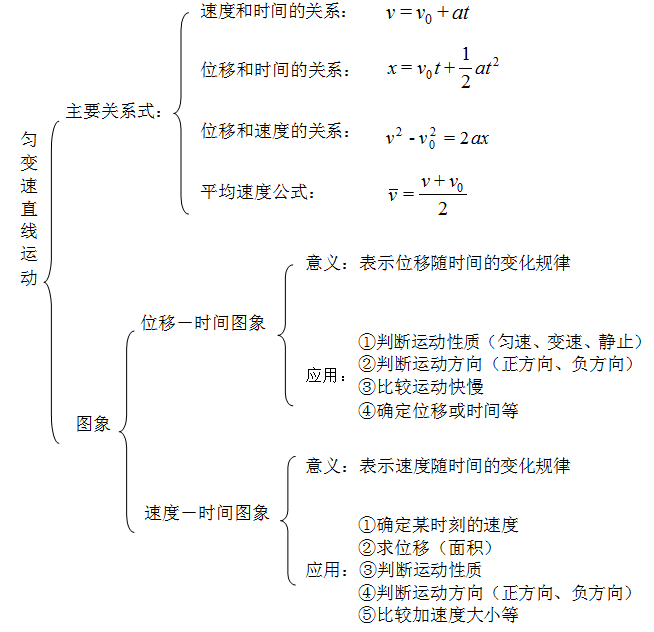 匀变速直线运动
主要关系式：
速度和时间的关系： v = v₀ + at
位移和时间的关系： x = v₀t + 1/2 at²
位移和速度的关系： v² - v₀² = 2ax
平均速度公式： v̅ = (v + v₀)/2
图象
位移－时间图象
意义：表示位移随时间的变化规律
应用：
①判断运动性质（匀速、变速、静止）
②判断运动方向（正方向、负方向）
③比较运动快慢
④确定位移或时间等
速度－时间图象
意义：表示速度随时间的变化规律
应用：
①确定某时刻的速度
②求位移（面积）
③判断运动性质
④判断运动方向（正方向、负方向）
⑤比较加速度大小等